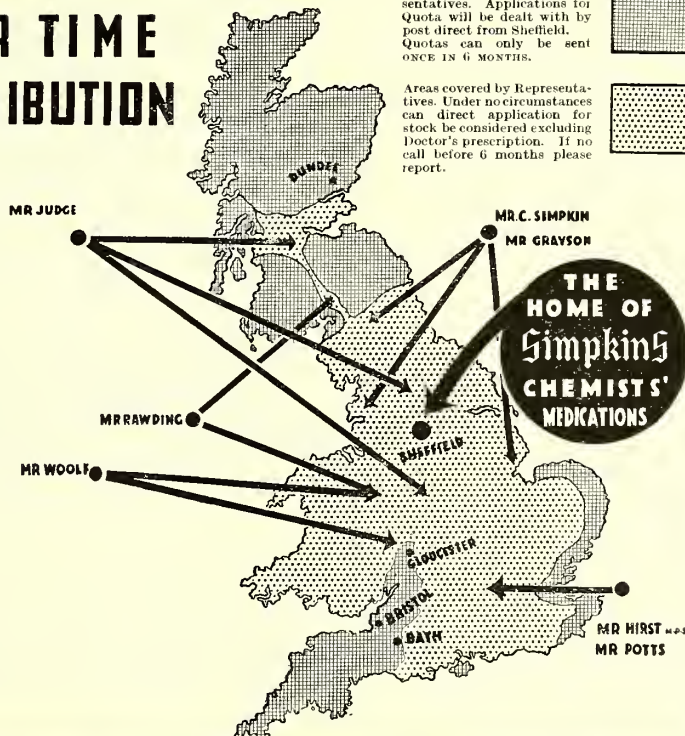 R TIME
IBUTION
sentatives. Applications for
Quota will be dealt with by
post direct from Sheffield.
Quotas can only be sent
ONCE IN 6 MONTHS.
Areas covered by Representa-
tives. Under no circumstances
can direct application for
stock be considered excluding
Doctor's prescription. If no
call before 6 months please
report.
DUNDEE
MR JUDGE
MR.C. SIMPKIN
MR GRAYSON
THE
HOME OF
Simpkins
CHEMISTS'
MEDICATIONS
MR RAWDING
SHEFFIELD
MR WOOLF
GLOUCESTER
BRISTOL
BATH
MR HIRST M.P.S.
MR POTTS